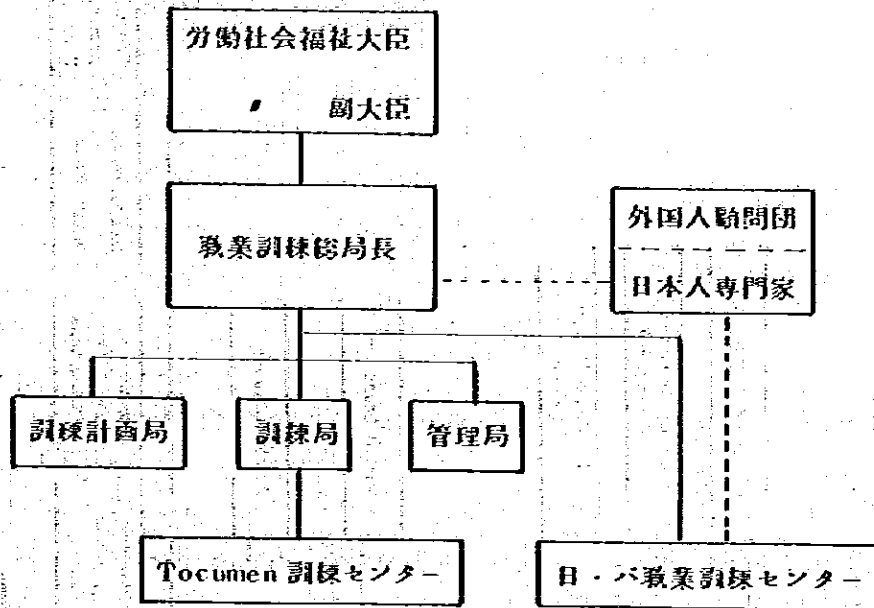 労働社会福祉大臣
〃 副大臣
職業訓練総局長
外国人顧問団
日本人専門家
訓練計画局
訓練局
管理局
Tocumen 訓練センター
日・パ職業訓練センター